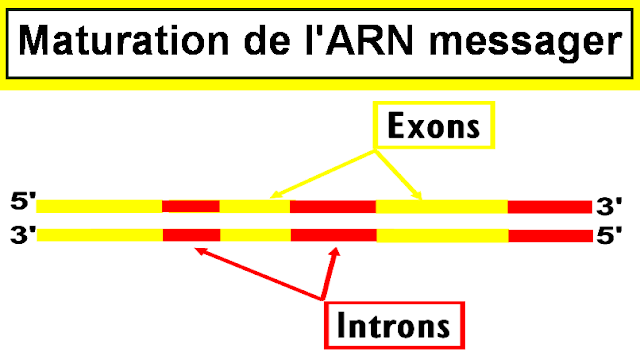 Maturation de l'ARN messager
Exons
5' 3'
3' 5'
Introns